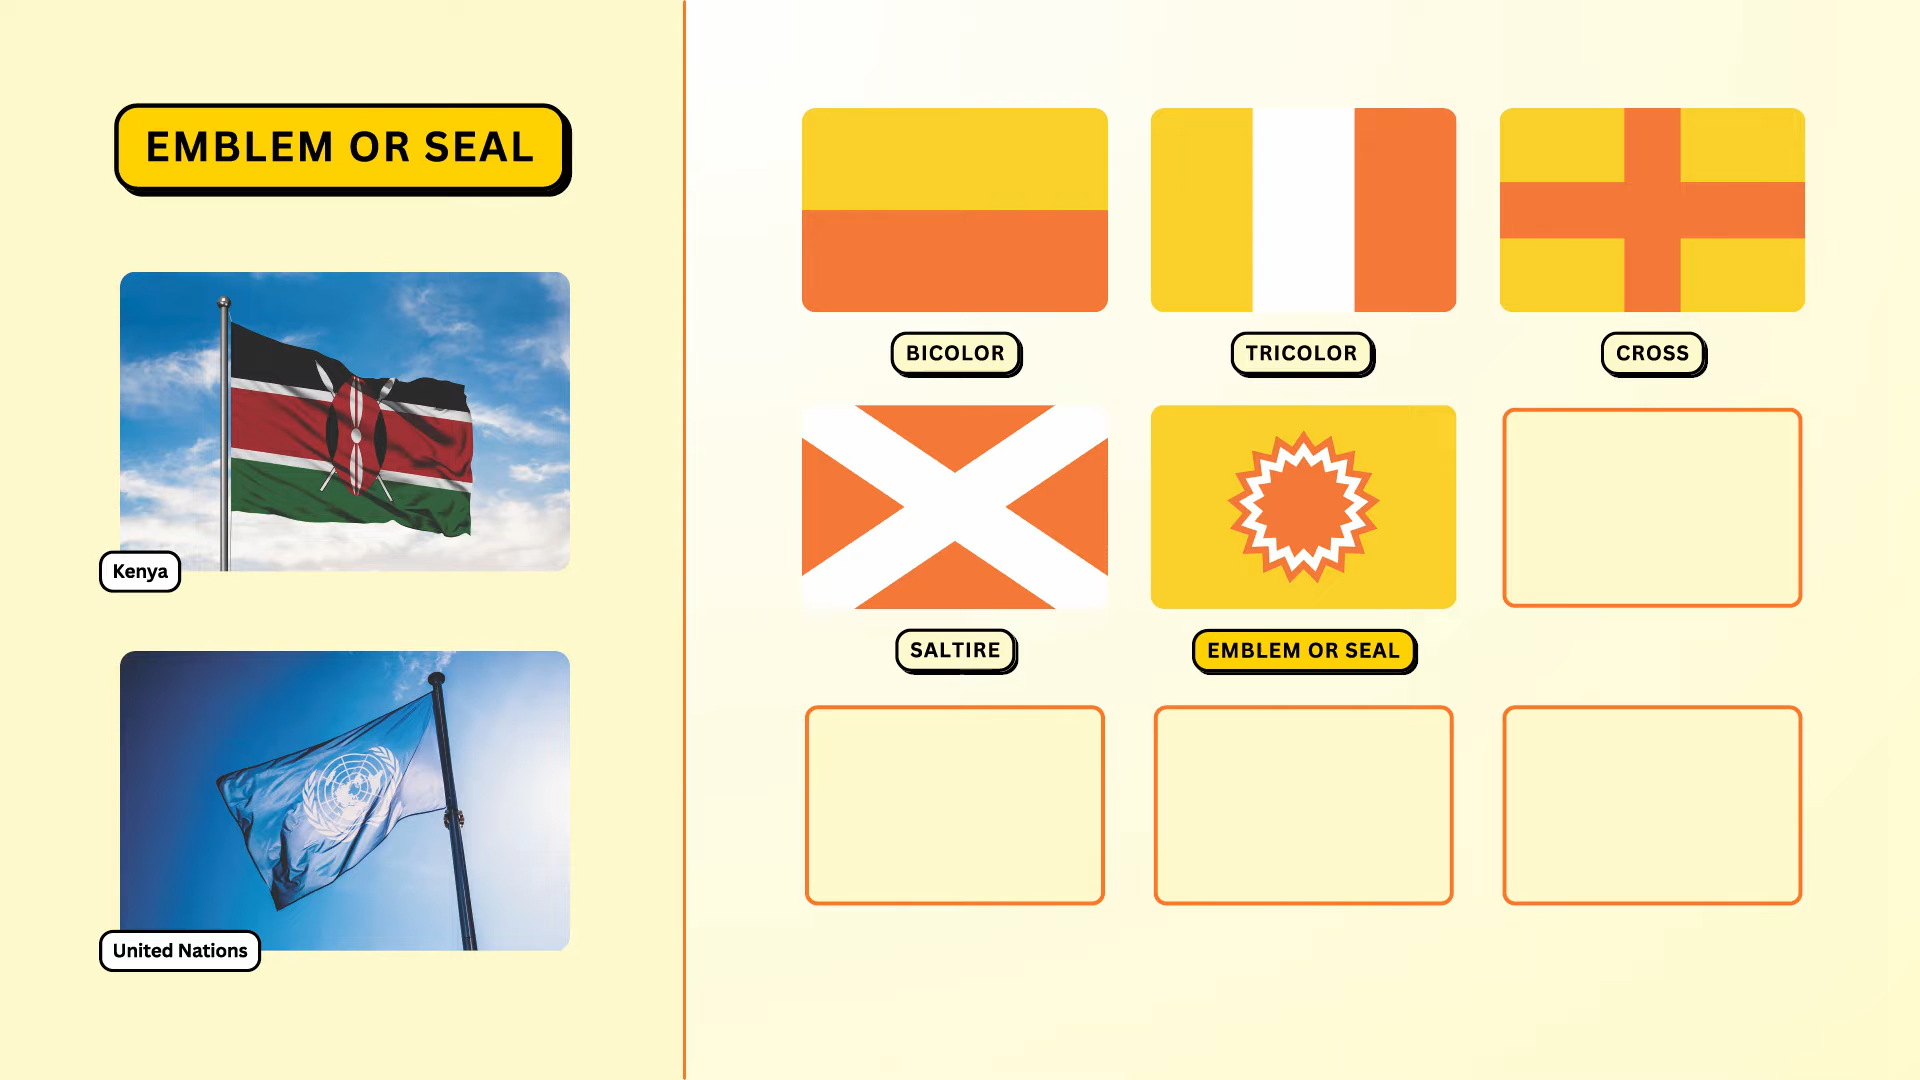 EMBLEM OR SEAL
Kenya
United Nations
BICOLOR
TRICOLOR
CROSS
SALTIRE
EMBLEM OR SEAL